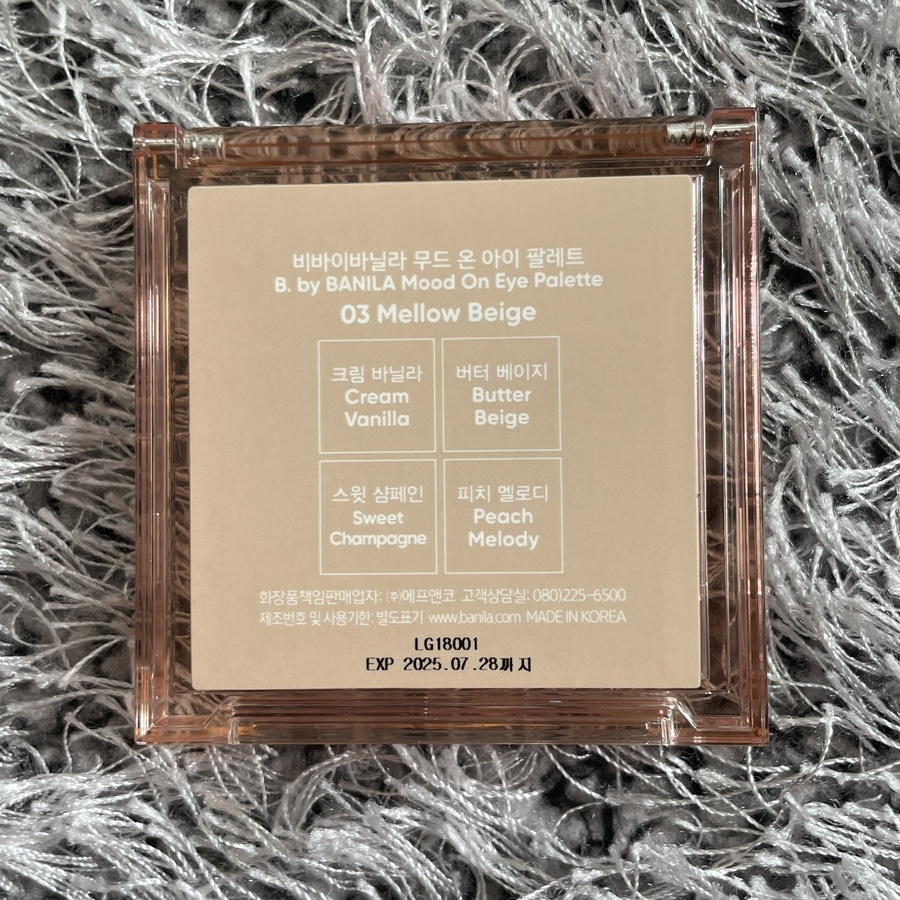 비바이바닐라 무드 온 아이 팔레트
B. by BANILA Mood On Eye Palette
03 Mellow Beige
크림 바닐라
Cream
Vanilla
버터 베이지
Butter
Beige
스윗 샴페인
Sweet
Champagne
피치 멜로디
Peach
Melody
화장품책임판매업자: ㈜에프앤코 고객상담실: 080)225-6500
제조번호 및 사용기한: 별도표기 www.banila.com MADE IN KOREA
LG18001
EXP 2025.07.28까지